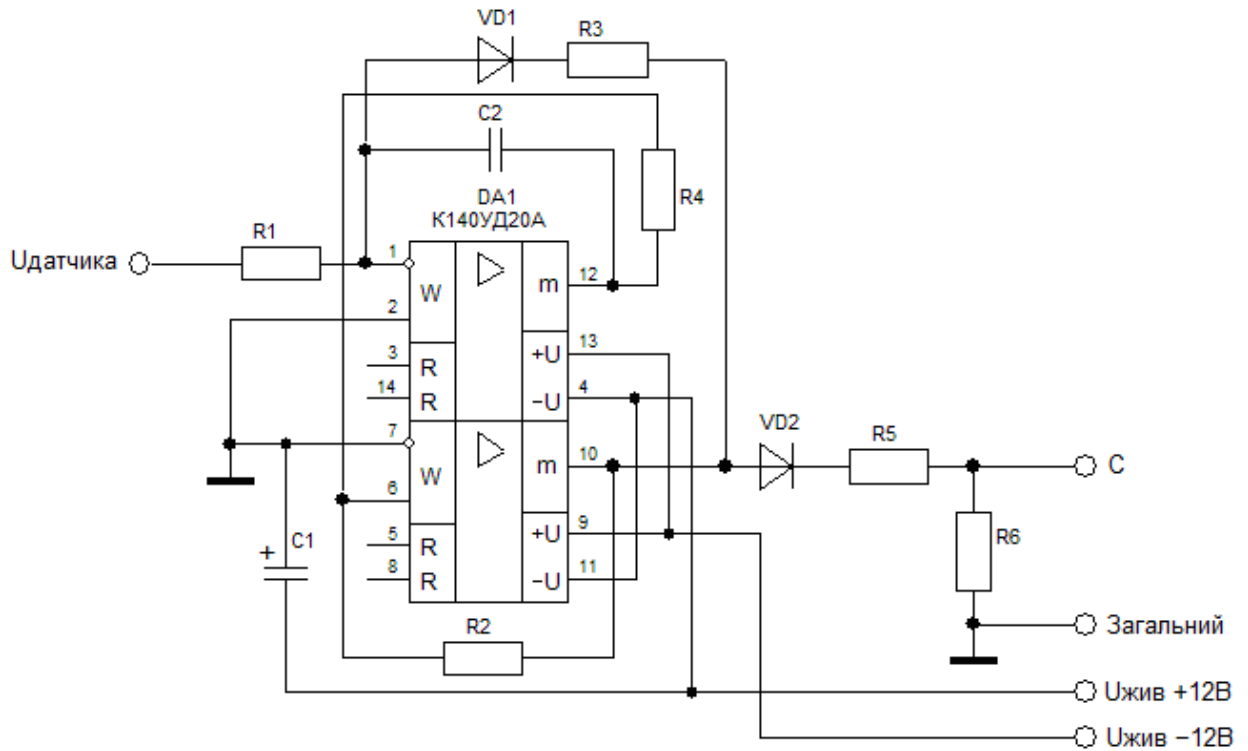 VD1
R3
C2
R4
DA1
К140УД20А
Uдатчика
R1
1
12
W
m
2
13
3
R
+U
14
R
4
−U
7
VD2
R5
10
W
m
C
6
9
5
R
+U
R6
C1
+
8
R
11
−U
R2
Загальний
Uжив +12В
Uжив −12В